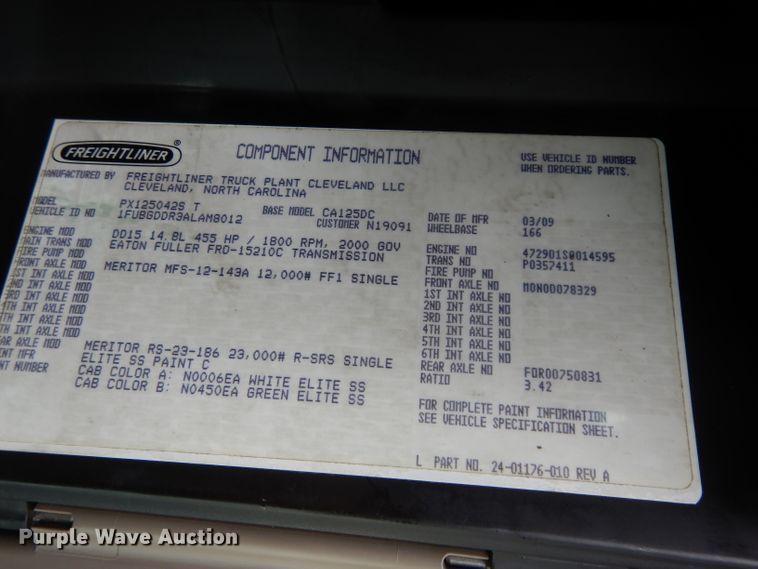 FREIGHTLINER ®
COMPONENT INFORMATION
USE VEHICLE ID NUMBER
WHEN ORDERING PARTS.
MANUFACTURED BY FREIGHTLINER TRUCK PLANT CLEVELAND LLC
CLEVELAND, NORTH CAROLINA
MODEL PX125042S T BASE MODEL CA125DC
VEHICLE ID NO 1FUBGDDR3ALAM8012 CUSTOMER N19091
ENGINE MOD DD15 14.8L 455 HP / 1800 RPM, 2000 GOV
MAIN TRANS MOD EATON FULLER FRO-15210C TRANSMISSION
FIRE PUMP MOD
FRONT AXLE MOD MERITOR MFS-12-143A 12,000# FF1 SINGLE
1ST INT AXLE MOD
2ND INT AXLE MOD
3RD INT AXLE MOD
4TH INT AXLE MOD
5TH INT AXLE MOD
6TH INT AXLE MOD
REAR AXLE MOD MERITOR RS-23-186 23,000# R-SRS SINGLE
PAINT MFR ELITE SS PAINT C
PAINT NUMBER CAB COLOR A: N0006EA WHITE ELITE SS
CAB COLOR B: N0450EA GREEN ELITE SS
DATE OF MFR 03/09
WHEELBASE 166
ENGINE NO 472901S0014595
TRANS NO P0357411
FIRE PUMP NO
FRONT AXLE NO MON00078329
1ST INT AXLE NO
2ND INT AXLE NO
3RD INT AXLE NO
4TH INT AXLE NO
5TH INT AXLE NO
6TH INT AXLE NO
REAR AXLE NO FOR00750831
RATIO 3.42
FOR COMPLETE PAINT INFORMATION
SEE VEHICLE SPECIFICATION SHEET.
L PART NO. 24-01176-010 REV A
Purple Wave Auction